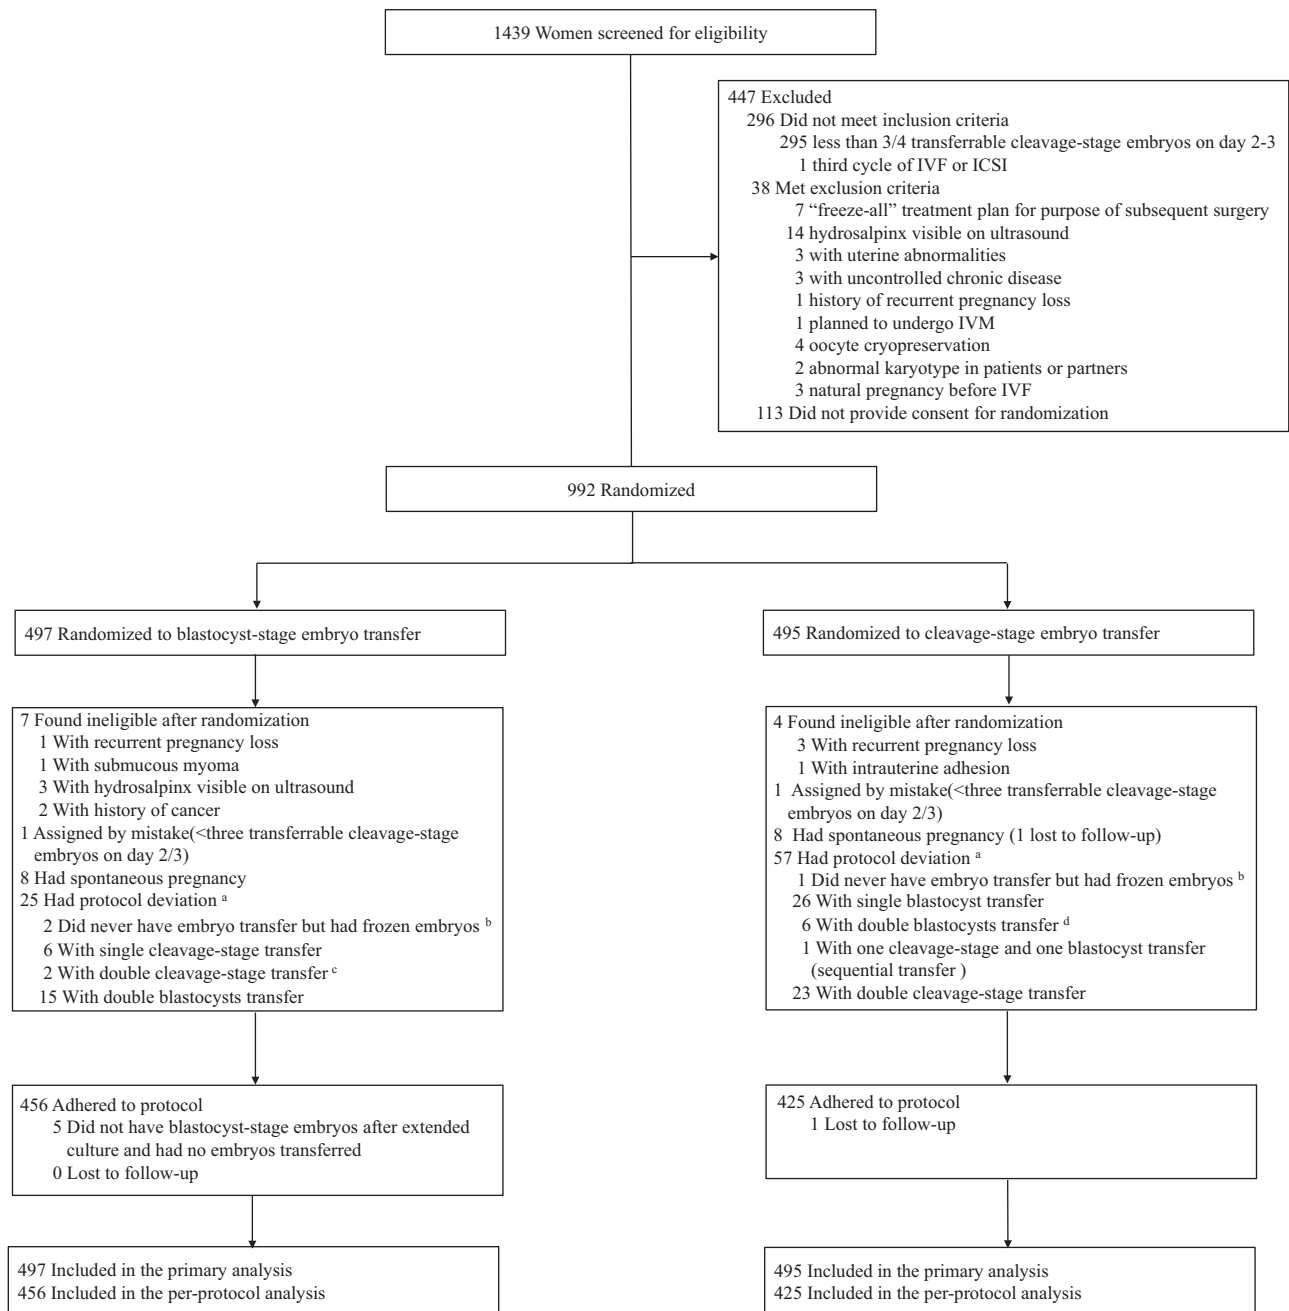 1439 Women screened for eligibility
447 Excluded
296 Did not meet inclusion criteria
295 less than 3/4 transferrable cleavage-stage embryos on day 2-3
1 third cycle of IVF or ICSI
38 Met exclusion criteria
7 “freeze-all” treatment plan for purpose of subsequent surgery
14 hydrosalpinx visible on ultrasound
3 with uterine abnormalities
3 with uncontrolled chronic disease
1 history of recurrent pregnancy loss
1 planned to undergo IVM
4 oocyte cryopreservation
2 abnormal karyotype in patients or partners
3 natural pregnancy before IVF
113 Did not provide consent for randomization
992 Randomized
497 Randomized to blastocyst-stage embryo transfer
7 Found ineligible after randomization
1 With recurrent pregnancy loss
1 With submucous myoma
3 With hydrosalpinx visible on ultrasound
2 With history of cancer
1 Assigned by mistake(<three transferrable cleavage-stage
embryos on day 2/3)
8 Had spontaneous pregnancy
25 Had protocol deviation a
2 Did never have embryo transfer but had frozen embryos b
6 With single cleavage-stage transfer
2 With double cleavage-stage transfer c
15 With double blastocysts transfer
456 Adhered to protocol
5 Did not have blastocyst-stage embryos after extended
culture and had no embryos transferred
0 Lost to follow-up
497 Included in the primary analysis
456 Included in the per-protocol analysis
495 Randomized to cleavage-stage embryo transfer
4 Found ineligible after randomization
3 With recurrent pregnancy loss
1 With intrauterine adhesion
1 Assigned by mistake(<three transferrable cleavage-stage
embryos on day 2/3)
8 Had spontaneous pregnancy (1 lost to follow-up)
57 Had protocol deviation a
1 Did never have embryo transfer but had frozen embryos b
26 With single blastocyst transfer
6 With double blastocysts transfer d
1 With one cleavage-stage and one blastocyst transfer
(sequential transfer )
23 With double cleavage-stage transfer
425 Adhered to protocol
1 Lost to follow-up
495 Included in the primary analysis
425 Included in the per-protocol analysis